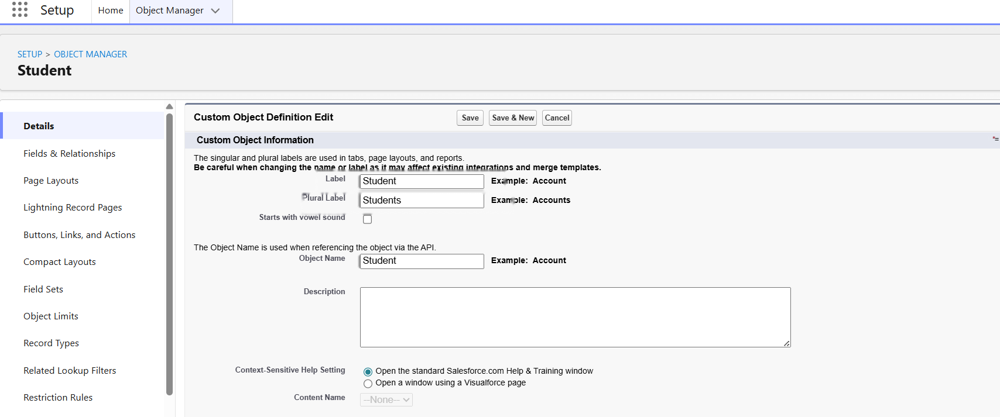 Setup Home Object Manager
SETUP > OBJECT MANAGER
Student
Details
Fields & Relationships
Page Layouts
Lightning Record Pages
Buttons, Links, and Actions
Compact Layouts
Field Sets
Object Limits
Record Types
Related Lookup Filters
Restriction Rules
Custom Object Definition Edit Save Save & New Cancel
Custom Object Information *=
The singular and plural labels are used in tabs, page layouts, and reports.
Be careful when changing the name or label as it may affect existing integrations and merge templates.
Label Student Example: Account
Plural Label Students Example: Accounts
Starts with vowel sound
The Object Name is used when referencing the object via the API.
Object Name Student Example: Account
Description
Context-Sensitive Help Setting Open the standard Salesforce.com Help & Training window
Open a window using a Visualforce page
Content Name --None--